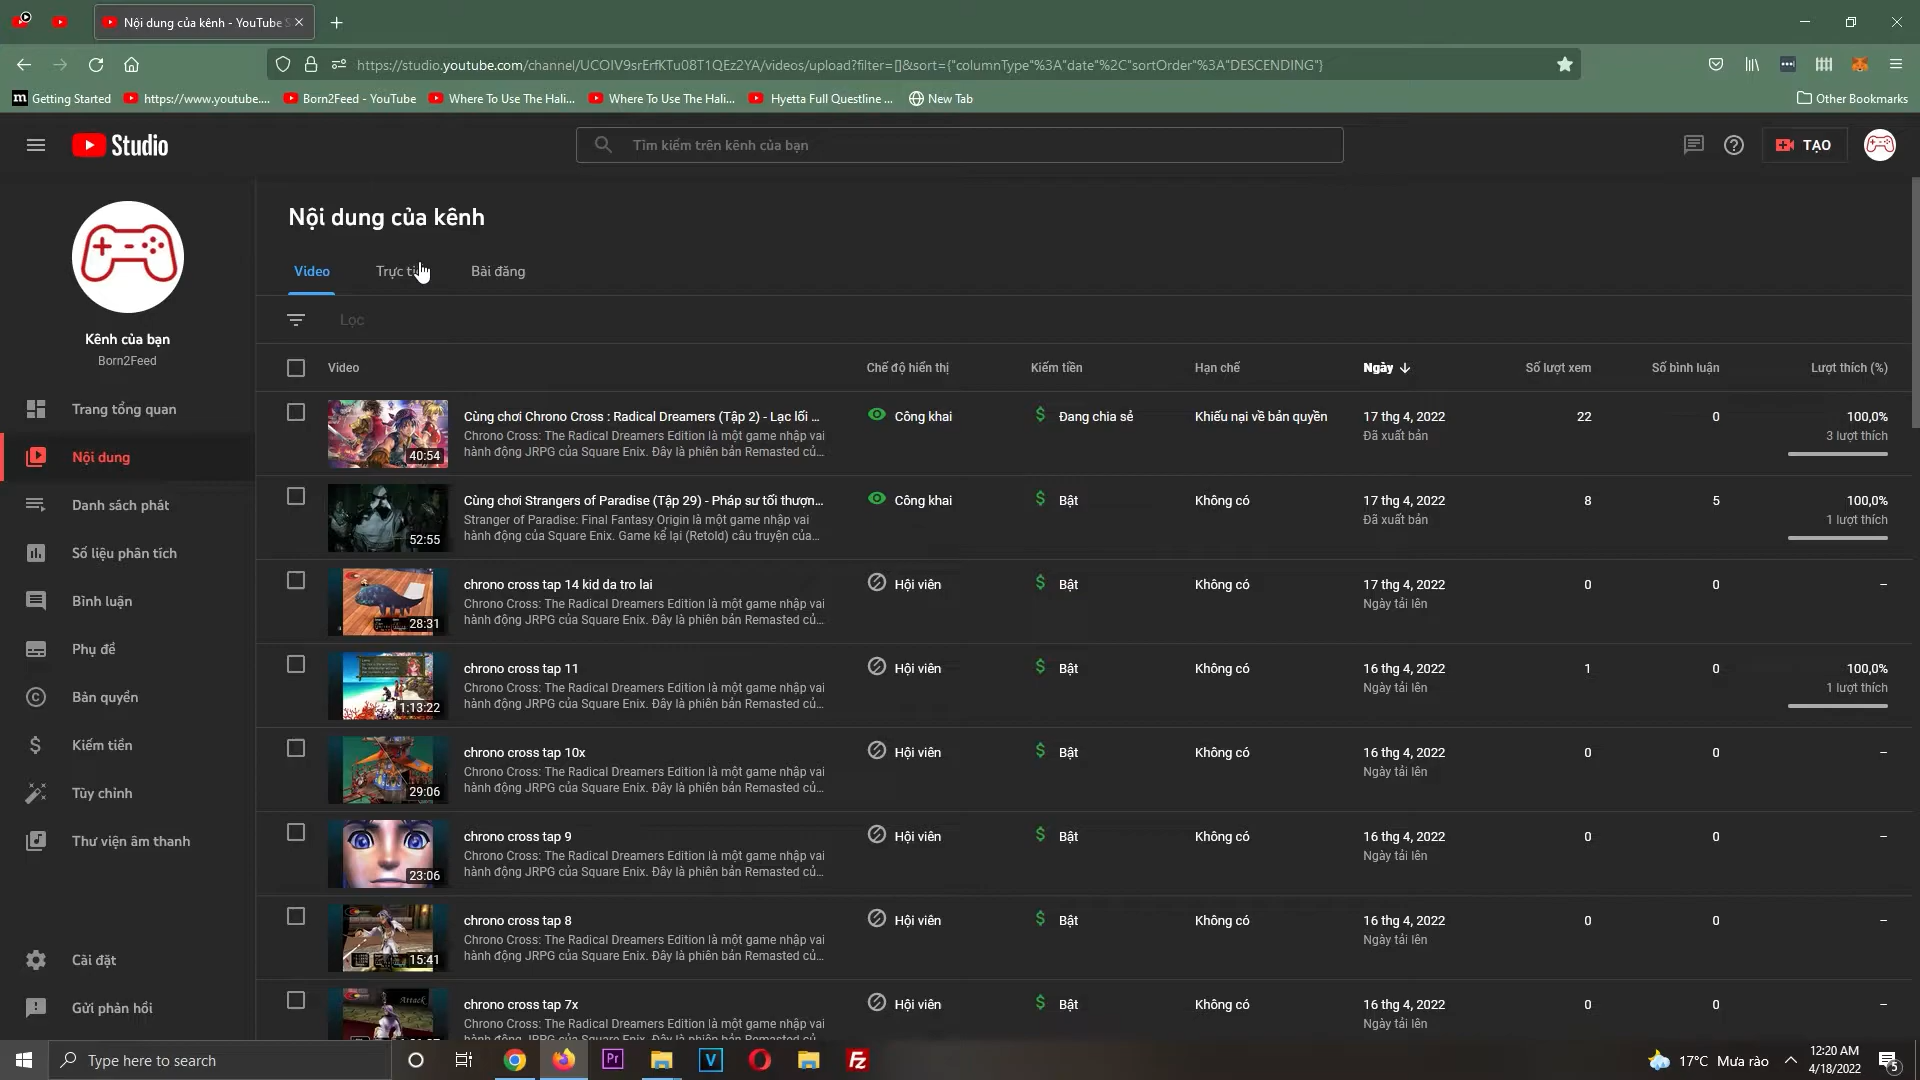 Nội dung của kênh - YouTube S
https://studio.youtube.com/channel/UCOIV9srErfKTu08T1QEz2YA/videos/upload?filter=[]&sort={"columnType"%3A"date"%2C"sortOrder"%3A"DESCENDING"}
Getting Started
https://www.youtube....
Born2Feed - YouTube
Where To Use The Hali...
Where To Use The Hali...
Hyetta Full Questline ...
New Tab
Other Bookmarks
Studio
Tìm kiếm trên kênh của bạn
TẠO
Nội dung của kênh
Video
Trực ti
Bài đăng
Lọc
Kênh của bạn
Born2Feed
Trang tổng quan
Nội dung
Danh sách phát
Số liệu phân tích
Bình luận
Phụ đề
Bản quyền
Kiếm tiền
Tùy chỉnh
Thư viện âm thanh
Cài đặt
Gửi phản hồi
Video Chế độ hiển thị Kiếm tiền Hạn chế Ngày Số lượt xem Số bình luận Lượt thích (%)
40:54
Cùng chơi Chrono Cross : Radical Dreamers (Tập 2) - Lạc lối ...
Chrono Cross: The Radical Dreamers Edition là một game nhập vai
hành động JRPG của Square Enix. Đây là phiên bản Remasted củ...
Công khai Đang chia sẻ Khiếu nại về bản quyền 17 thg 4, 2022 22 0 100,0%
Đã xuất bản 3 lượt thích
52:55
Cùng chơi Strangers of Paradise (Tập 29) - Pháp sư tối thượn...
Stranger of Paradise: Final Fantasy Origin là một game nhập vai
hành động của Square Enix. Game kể lại (Retold) câu truyện của...
Công khai Bật Không có 17 thg 4, 2022 8 5 100,0%
Đã xuất bản 1 lượt thích
28:31
chrono cross tap 14 kid da tro lai
Chrono Cross: The Radical Dreamers Edition là một game nhập vai
hành động JRPG của Square Enix. Đây là phiên bản Remasted củ...
Hội viên Bật Không có 17 thg 4, 2022 0 0 –
Ngày tải lên
1:13:22
chrono cross tap 11
Chrono Cross: The Radical Dreamers Edition là một game nhập vai
hành động JRPG của Square Enix. Đây là phiên bản Remasted củ...
Hội viên Bật Không có 16 thg 4, 2022 1 0 100,0%
Ngày tải lên 1 lượt thích
29:06
chrono cross tap 10x
Chrono Cross: The Radical Dreamers Edition là một game nhập vai
hành động JRPG của Square Enix. Đây là phiên bản Remasted củ...
Hội viên Bật Không có 16 thg 4, 2022 0 0 –
Ngày tải lên
23:06
chrono cross tap 9
Chrono Cross: The Radical Dreamers Edition là một game nhập vai
hành động JRPG của Square Enix. Đây là phiên bản Remasted củ...
Hội viên Bật Không có 16 thg 4, 2022 0 0 –
Ngày tải lên
15:41
chrono cross tap 8
Chrono Cross: The Radical Dreamers Edition là một game nhập vai
hành động JRPG của Square Enix. Đây là phiên bản Remasted củ...
Hội viên Bật Không có 16 thg 4, 2022 0 0 –
Ngày tải lên
Attack
chrono cross tap 7x
Chrono Cross: The Radical Dreamers Edition là một game nhập vai
hành động JRPG của Square Enix. Đây là phiên bản Remasted củ...
Hội viên Bật Không có 16 thg 4, 2022 0 0 –
Ngày tải lên
Type here to search
Pr
V
Fz
17°C Mưa rào
12:20 AM
4/18/2022
5